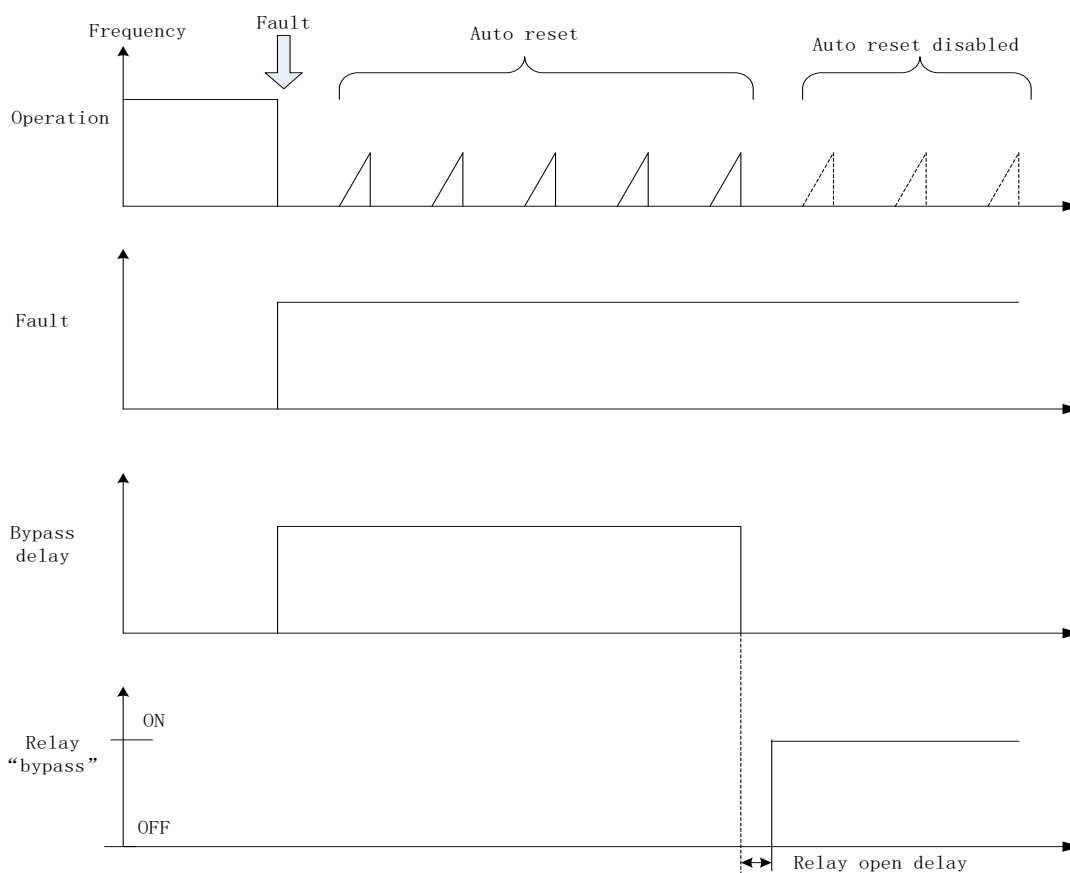 Frequency
Fault
Auto reset
Auto reset disabled
Operation
Fault
Bypass
delay
Relay
“bypass”
ON
OFF
Relay open delay